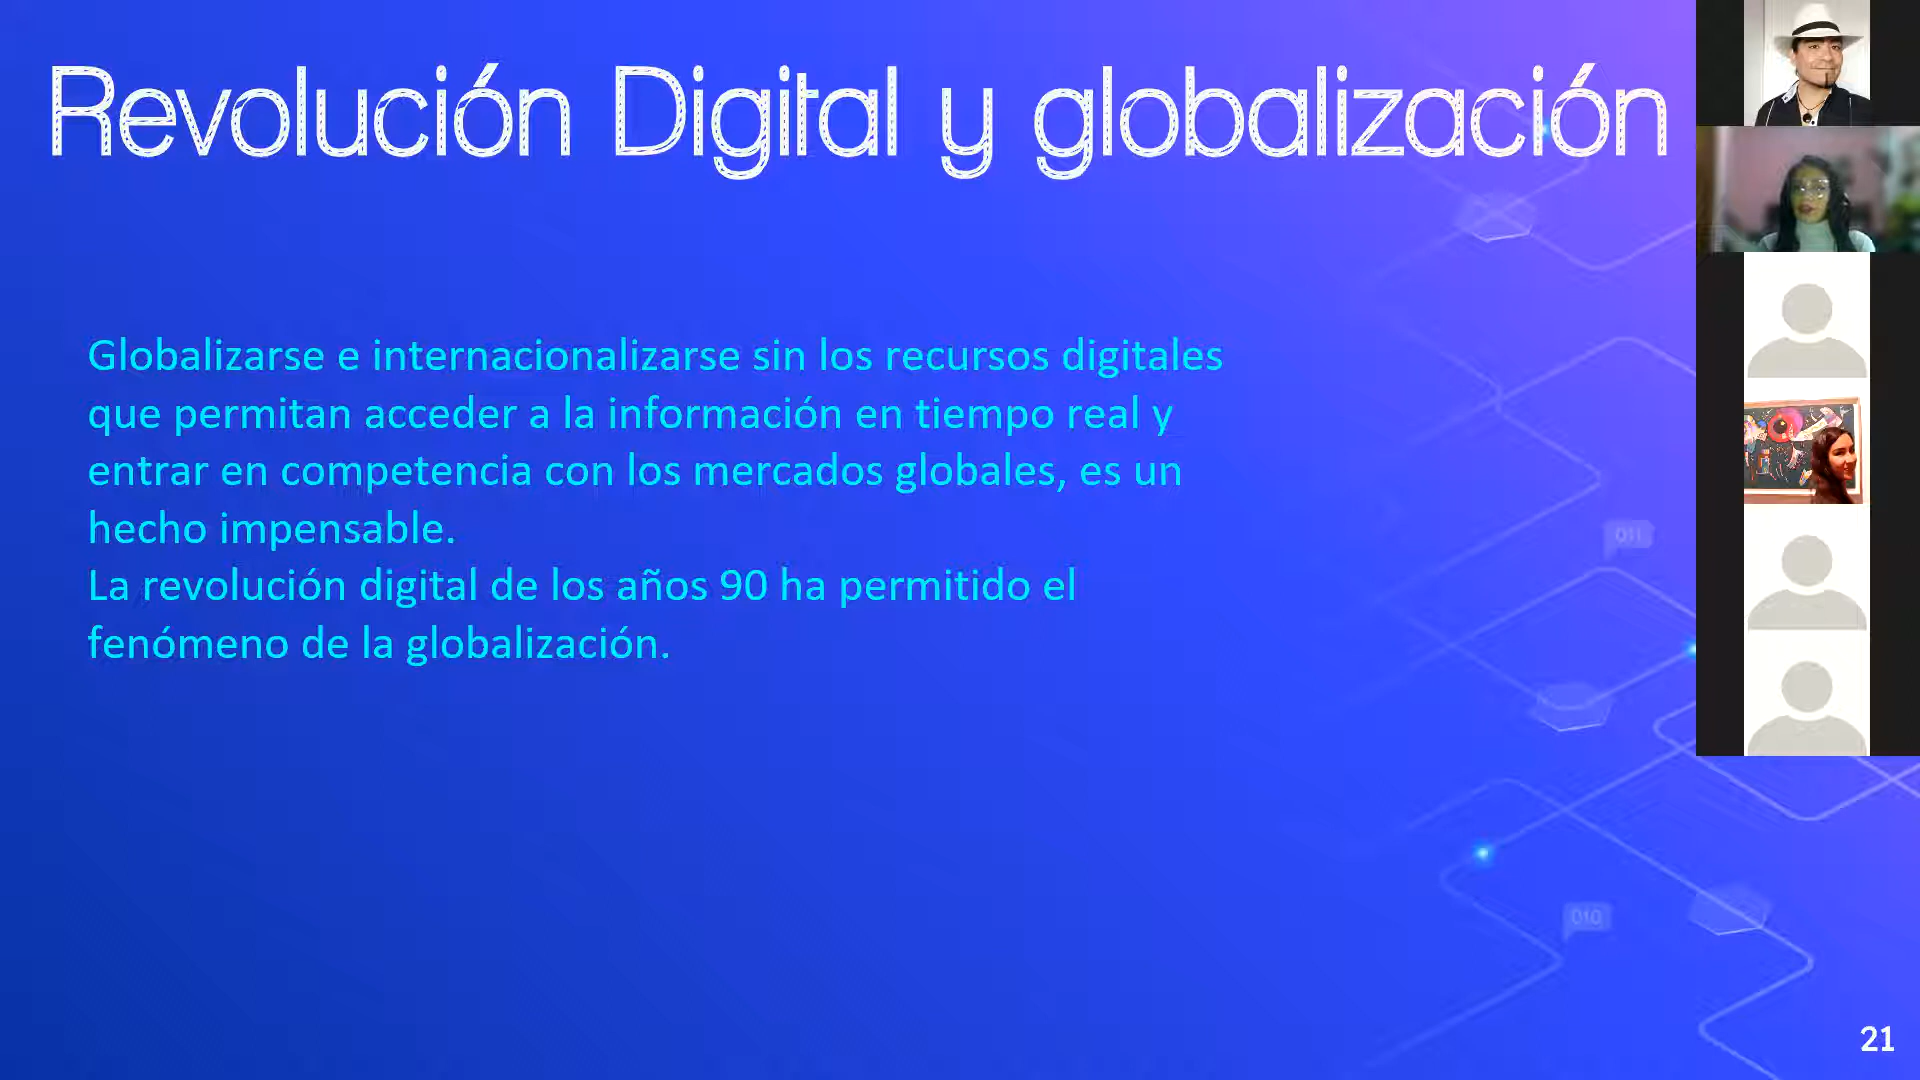 Revolución Digital y globalización
Globalizarse e internacionalizarse sin los recursos digitales
que permitan acceder a la información en tiempo real y
entrar en competencia con los mercados globales, es un
hecho impensable.
La revolución digital de los años 90 ha permitido el
fenómeno de la globalización.
011
010
21